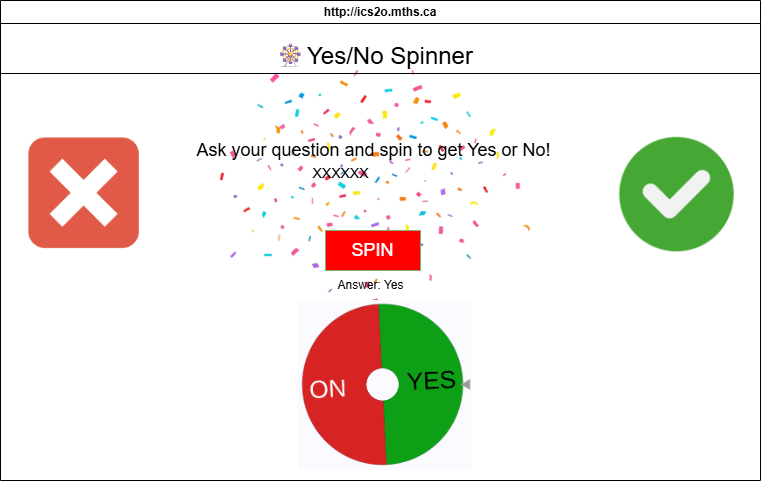 http://ics2o.mths.ca
Yes/No Spinner
Ask your question and spin to get Yes or No!
XXXXXX
SPIN
Answer: Yes
ON
YES